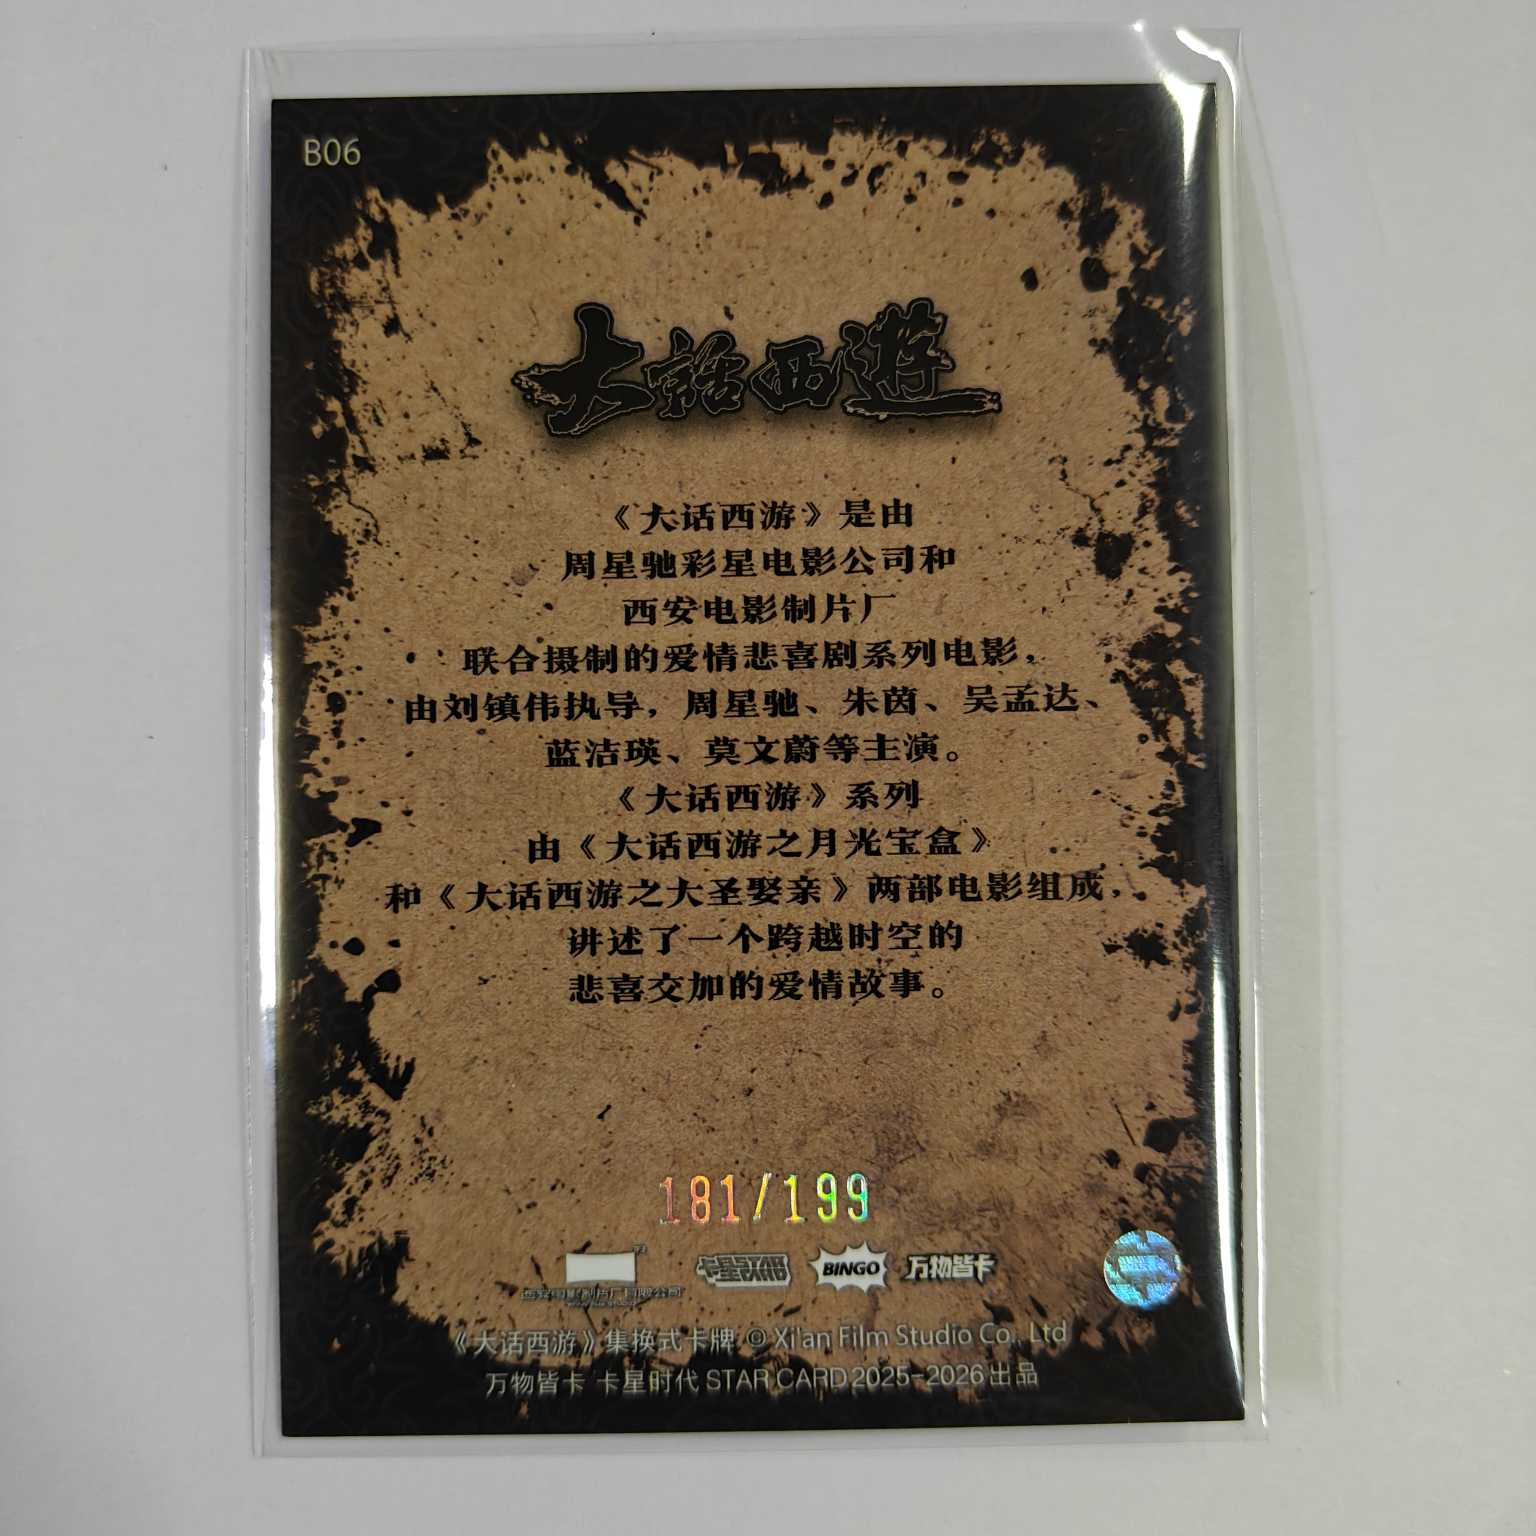 B06
大話西遊
《大话西游》是由
周星驰彩星电影公司和
西安电影制片厂
联合摄制的爱情悲喜剧系列电影，
由刘镇伟执导，周星驰、朱茵、吴孟达、
蓝洁瑛、莫文蔚等主演。
《大话西游》系列
由《大话西游之月光宝盒》
和《大话西游之大圣娶亲》两部电影组成，
讲述了一个跨越时空的
悲喜交加的爱情故事。
181/199
BINGO 万物皆卡
《大话西游》集换式卡牌 © Xi'an Film Studio Co., Ltd
万物皆卡 卡星时代 STAR CARD 2025-2026 出品